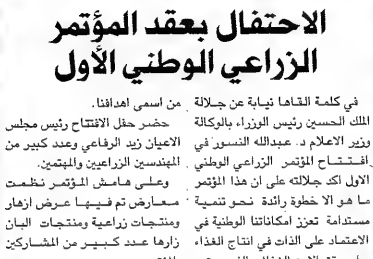 الاحتفال بعقد المؤتمر
الزراعي الوطني الأول
في كلمة القاها نيابة عن جلالة
الملك الحسين رئيس الوزراء بالوكالة
وزير الاعلام د. عبدالله النسور في
افتتاح المؤتمر الزراعي الوطني
الاول اكد جلالته على ان هذا المؤتمر
ما هو الا خطوة رائدة نحو تنمية
مستدامة تعزز امكاناتنا الوطنية في
الاعتماد على الذات في انتاج الغذاء
من أسمى اهدافنا.
حضر حفل الافتتاح رئيس مجلس
الاعيان زيد الرفاعي وعدد كبير من
المهندسين الزراعيين والمهتمين.
وعلى هامش المؤتمر نظمت
معارض تم فيها عرض ازهار
ومنتجات زراعية ومنتجات البان
زارها عدد كبير من المشاركين